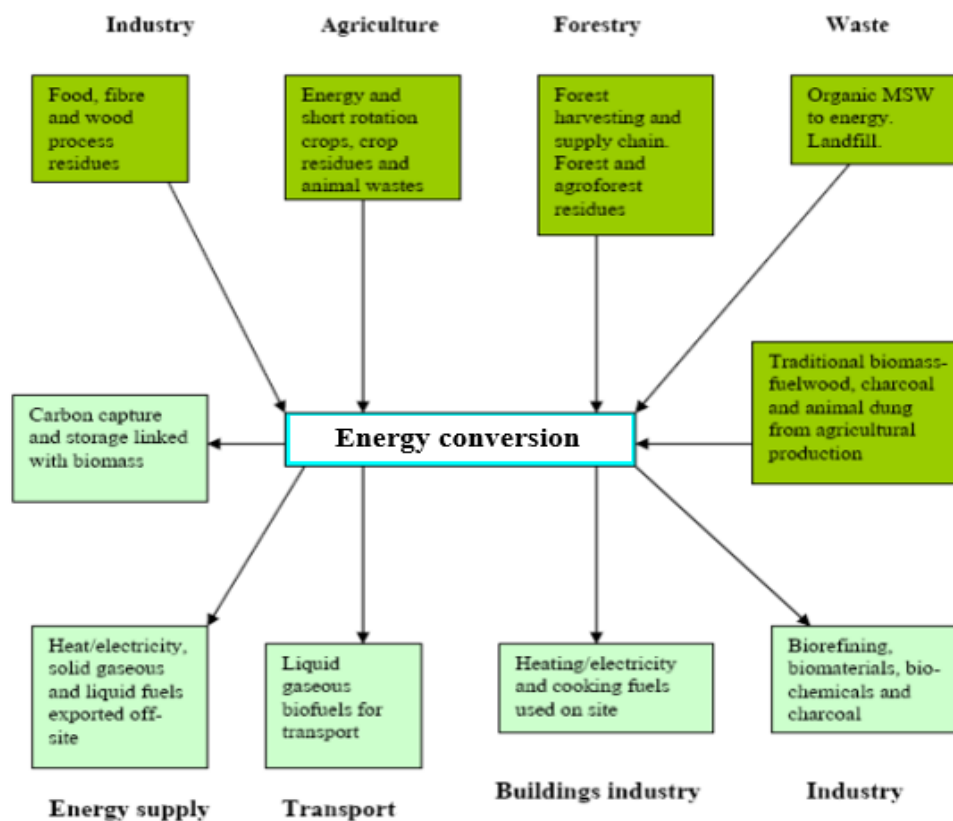 Industry
Agriculture
Forestry
Waste
Food, fibre
and wood
process
residues
Energy and
short rotation
crops, crop
residues and
animal wastes
Forest
harvesting and
supply chain.
Forest and
agroforest
residues
Organic MSW
to energy.
Landfill.
Traditional biomass-
fuelwood, charcoal
and animal dung
from agricultural
production
Carbon capture
and storage linked
with biomass
Energy conversion
Heat/electricity,
solid gaseous
and liquid fuels
exported off-
site
Liquid
gaseous
biofuels for
transport
Heating/electricity
and cooking fuels
used on site
Biorefining,
biomaterials, bio-
chemicals and
charcoal
Energy supply
Transport
Buildings industry
Industry